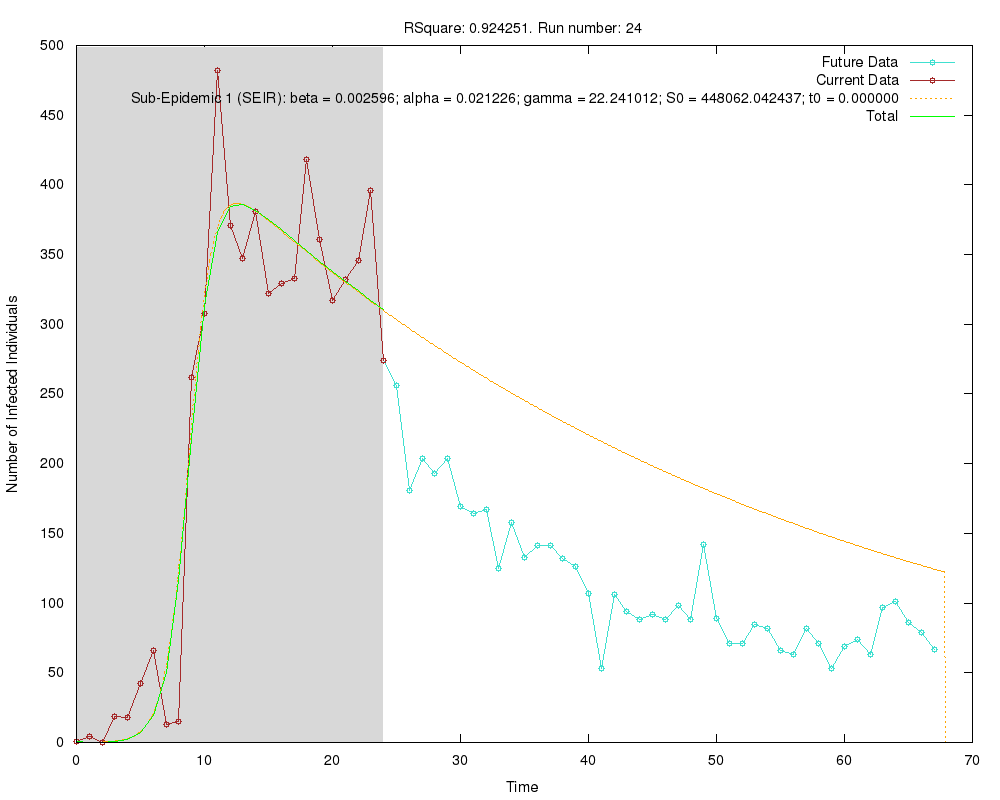 RSquare: 0.924251. Run number: 24
500
450
400
350
300
250
200
150
100
50
0
Number of Infected Individuals
Future Data
Current Data
Sub-Epidemic 1 (SEIR): beta = 0.002596; alpha = 0.021226; gamma = 22.241012; S0 = 448062.042437; t0 = 0.000000
Total
0 10 20 30 40 50 60 70
Time